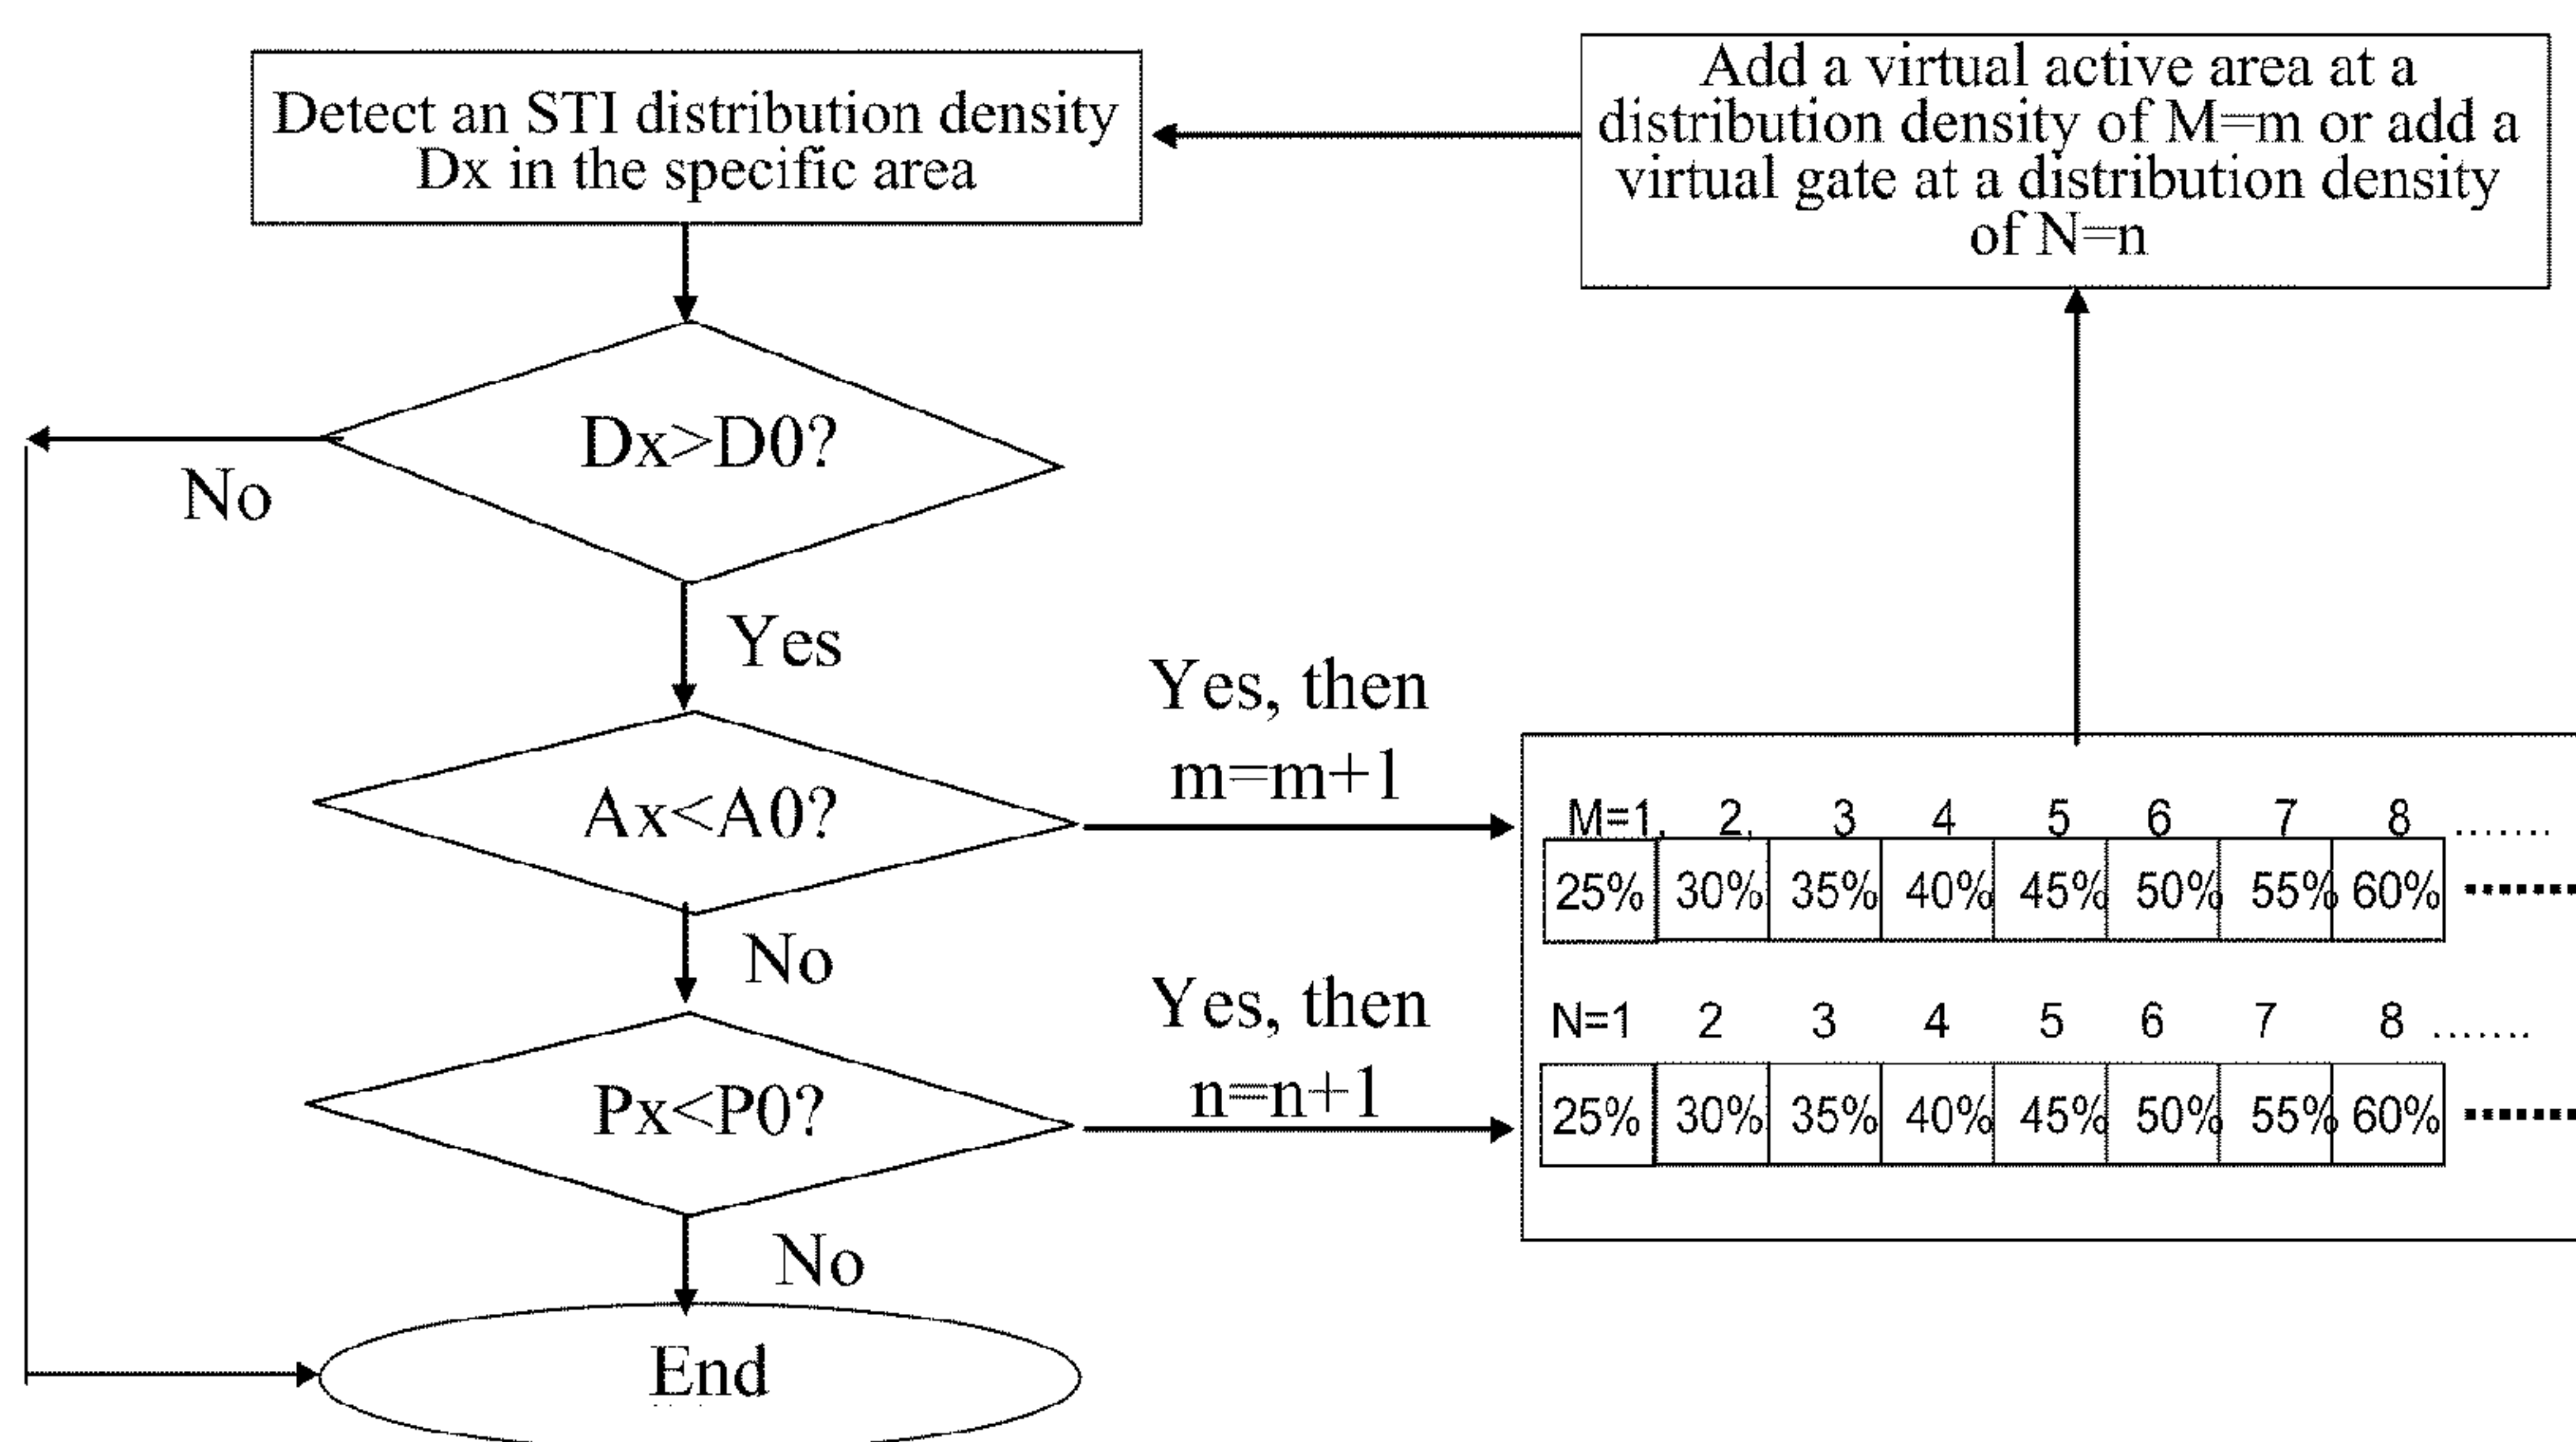 Detect an STI distribution density
Dx in the specific area
Add a virtual active area at a
distribution density of M=m or add a
virtual gate at a distribution density
of N=n
Dx>D0?
No
Yes
Ax<A0?
Yes, then
m=m+1
No
Px<P0?
Yes, then
n=n+1
No
End
M=1, 2, 3 4 5 6 7 8 .......
25% 30% 35% 40% 45% 50% 55% 60%
N=1 2 3 4 5 6 7 8 .......
25% 30% 35% 40% 45% 50% 55% 60%